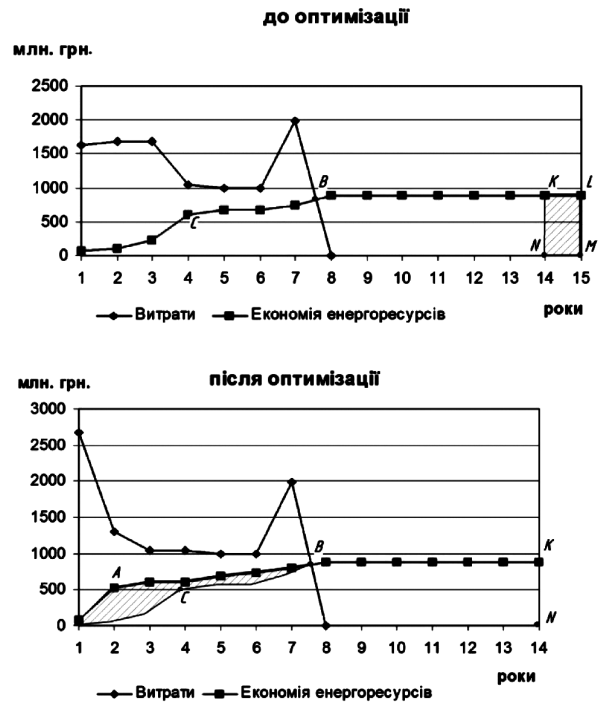 до оптимізації
млн. грн.
2500
2000
1500
1000
500
0
B
K
L
C
N
M
1 2 3 4 5 6 7 8 9 10 11 12 13 14 15
роки
Витрати Економія енергоресурсів
після оптимізації
млн. грн.
3000
2500
2000
1500
1000
500
0
A
B
K
C
N
1 2 3 4 5 6 7 8 9 10 11 12 13 14
роки
Витрати Економія енергоресурсів